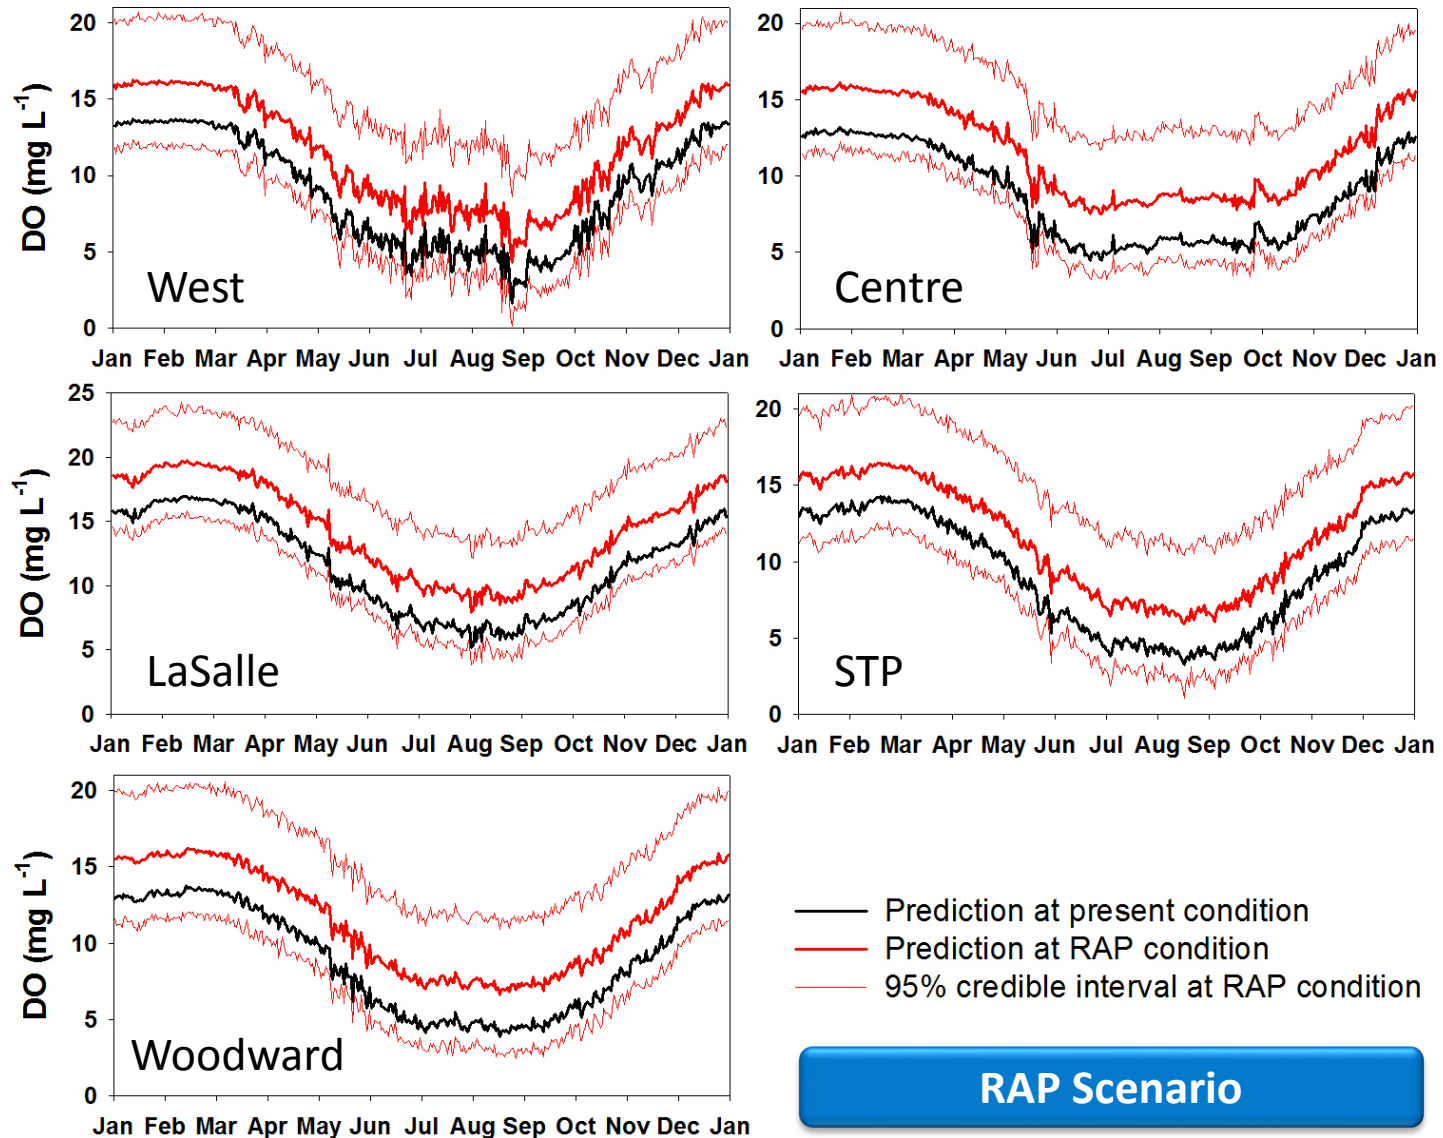 20
15
10
5
0
DO (mg L⁻¹)
West
Jan Feb Mar Apr May Jun Jul Aug Sep Oct Nov Dec Jan
20
15
10
5
0
Centre
Jan Feb Mar Apr May Jun Jul Aug Sep Oct Nov Dec Jan
25
20
15
10
5
0
DO (mg L⁻¹)
LaSalle
Jan Feb Mar Apr May Jun Jul Aug Sep Oct Nov Dec Jan
20
15
10
5
0
STP
Jan Feb Mar Apr May Jun Jul Aug Sep Oct Nov Dec Jan
20
15
10
5
0
DO (mg L⁻¹)
Woodward
Jan Feb Mar Apr May Jun Jul Aug Sep Oct Nov Dec Jan
Prediction at present condition
Prediction at RAP condition
95% credible interval at RAP condition
RAP Scenario